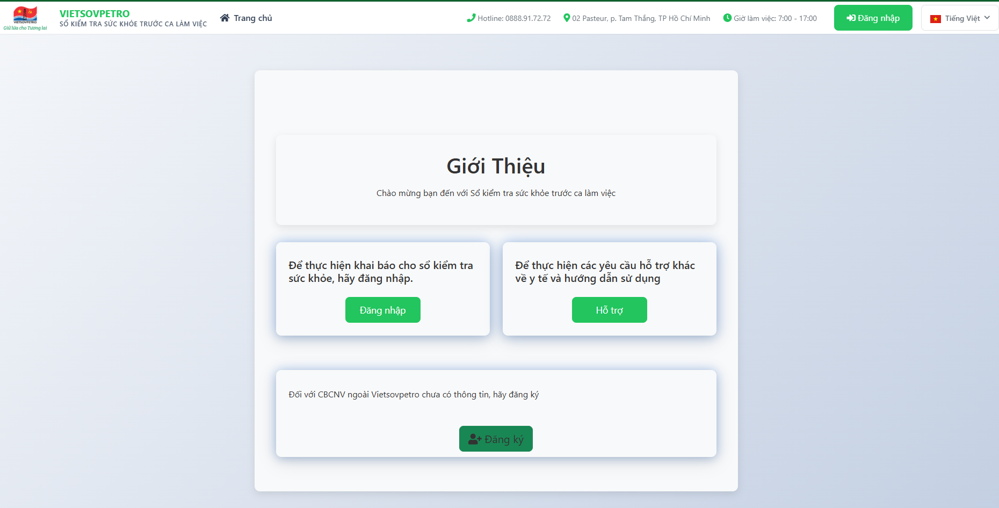 VIETSOVPETRO
Giữ lửa cho Tương lai
VIETSOVPETRO
SỔ KIỂM TRA SỨC KHỎE TRƯỚC CA LÀM VIỆC
Trang chủ
Hotline: 0888.91.72.72
02 Pasteur, p. Tam Thắng, TP Hồ Chí Minh
Giờ làm việc: 7:00 - 17:00
Đăng nhập
Tiếng Việt
Giới Thiệu
Chào mừng bạn đến với Sổ kiểm tra sức khỏe trước ca làm việc
Để thực hiện khai báo cho sổ kiểm tra
sức khỏe, hãy đăng nhập.
Đăng nhập
Để thực hiện các yêu cầu hỗ trợ khác
về y tế và hướng dẫn sử dụng
Hỗ trợ
Đối với CBCNV ngoài Vietsovpetro chưa có thông tin, hãy đăng ký
Đăng ký